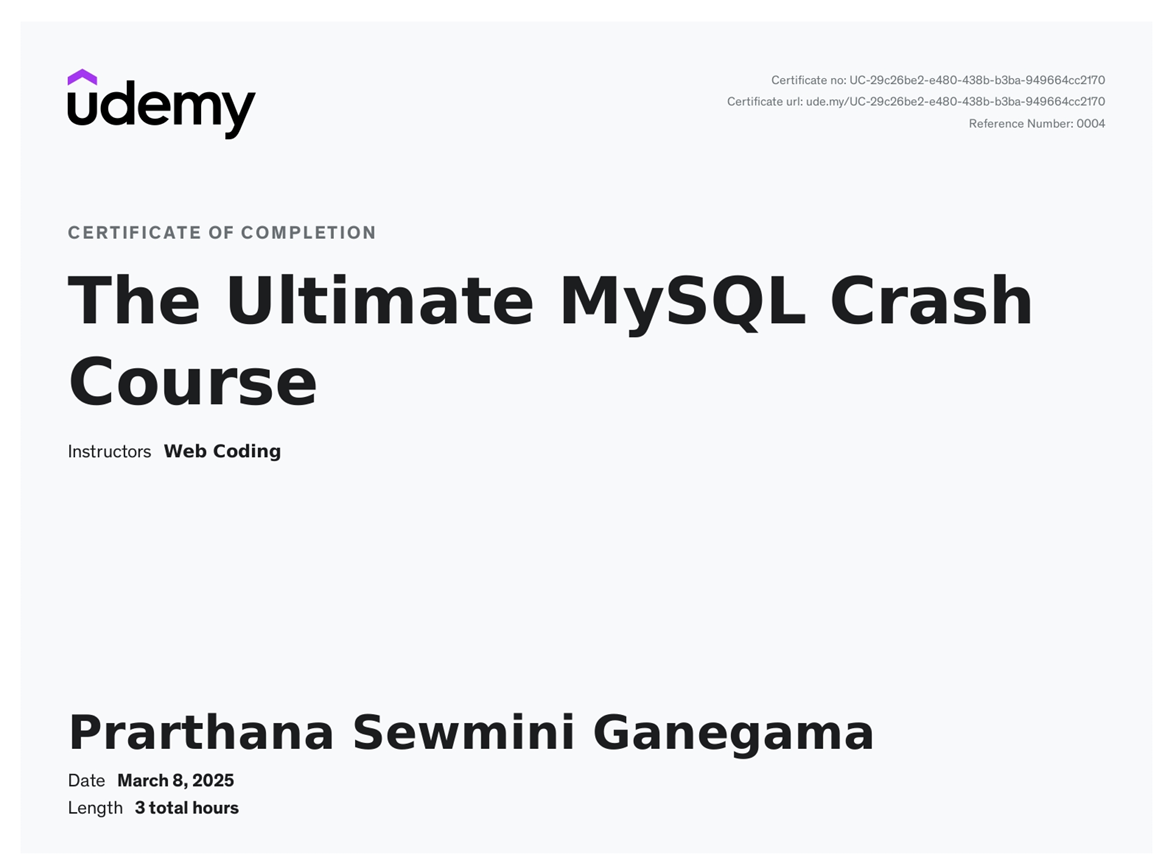 udemy
Certificate no: UC-29c26be2-e480-438b-b3ba-949664cc2170
Certificate url: ude.my/UC-29c26be2-e480-438b-b3ba-949664cc2170
Reference Number: 0004
CERTIFICATE OF COMPLETION
The Ultimate MySQL Crash
Course
Instructors Web Coding
Prarthana Sewmini Ganegama
Date March 8, 2025
Length 3 total hours